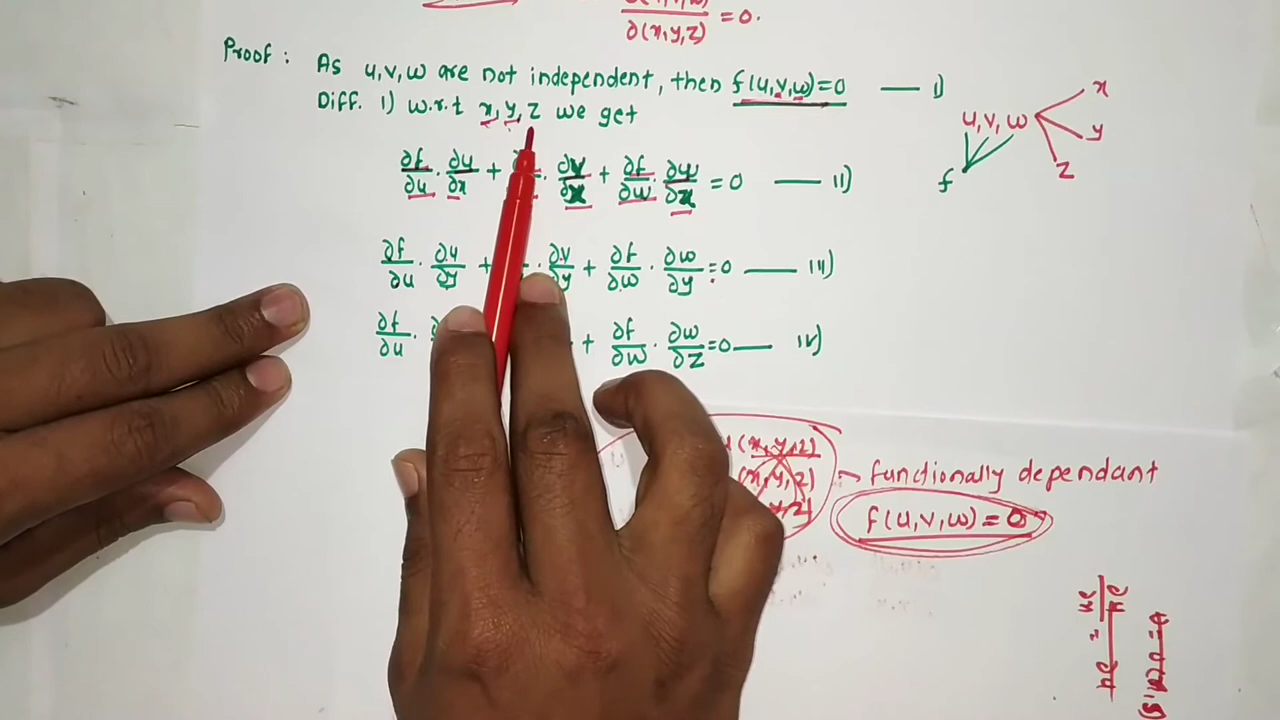 ∂(x,y,z) = 0.
Proof : As u,v,w are not independent, then f(u,v,w)=0 —— i)
Diff. i) w.r.t x,y,z we get
x
u,v,w
y
z
f
∂f/∂u · ∂u/∂x + · ∂v/∂x + ∂f/∂w · ∂w/∂x = 0 —— ii)
∂f/∂u · ∂u/∂y + · ∂v/∂y + ∂f/∂w · ∂w/∂y = 0 —— iii)
∂f/∂u · + ∂f/∂w · ∂w/∂z = 0 —— iv)
(x,y,z)
(x,y,z) functionally dependant
y,z)
f(u,v,w) = 0